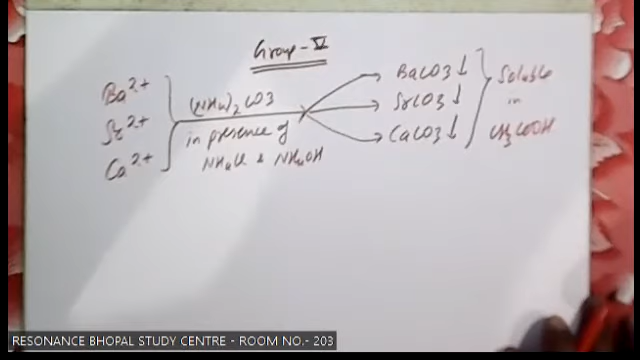 Group-V
Ba2+
Sr2+
Ca2+
(NH4)2CO3
in presence of
NH4Cl & NH4OH
BaCO3↓
SrCO3↓
CaCO3↓
Soluble
in
CH3COOH
RESONANCE BHOPAL STUDY CENTRE - ROOM NO.- 203